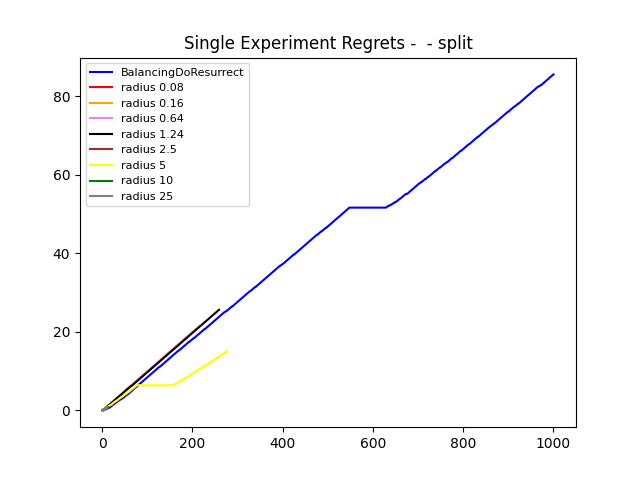 Single Experiment Regrets -  - split
BalancingDoResurrect
radius 0.08
radius 0.16
radius 0.64
radius 1.24
radius 2.5
radius 5
radius 10
radius 25
80
60
40
20
0
0 200 400 600 800 1000